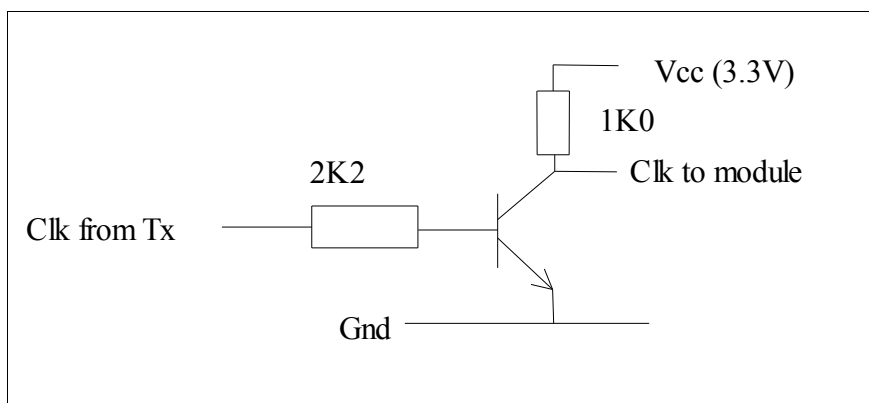 Vcc (3.3V)
1K0
Clk to module
2K2
Clk from Tx
Gnd